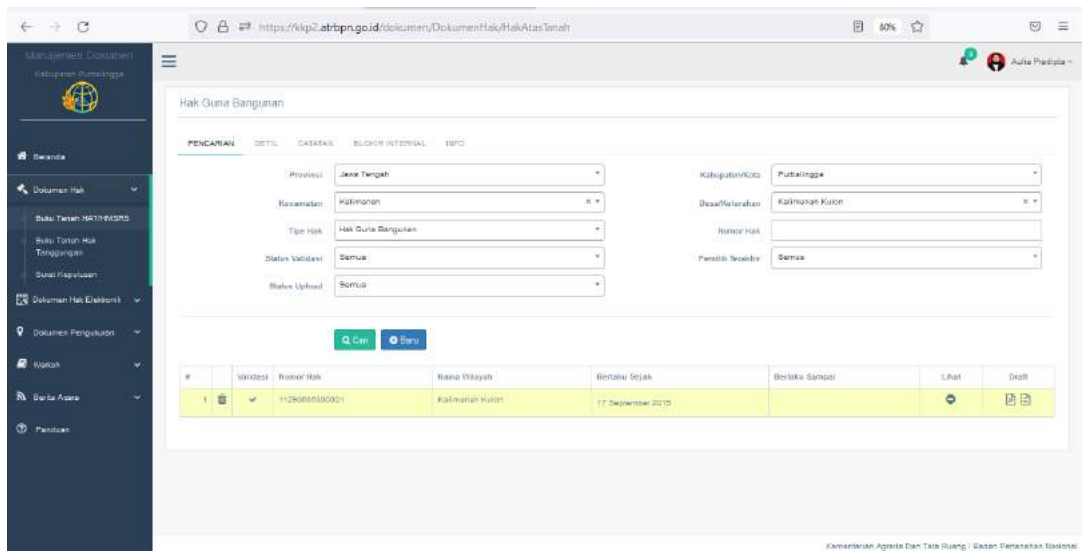 https://kkp2.atrbpn.go.id/dokumen/DokumenHak/HakAtasTanah
80%
Manajemen Dokumen
Kabupaten Purbalingga
Aulia Predipta
Hak Guna Bangunan
PENCARIAN DETIL CATATAN BLOKIR INTERNAL INFO
Beranda
Dokumen Hak
Buku Tanah HAT/HMSRS
Buku Tanah Hak
Tanggungan
Surat Keputusan
Dokumen Hak Elektronik
Dokumen Pengukuran
Warkah
Berita Acara
Panduan
Provinsi Jawa Tengah Kabupaten/Kota Purbalingga
Kecamatan Kalimanah Desa/Kelurahan Kalimanah Kulon
Tipe Hak Hak Guna Bangunan Nomor Hak
Status Validasi Semua Pemilik Terakhir Semua
Status Upload Semua
Cari Baru
# Validasi Nomor Hak Nama Wilayah Berlaku Sejak Berlaku Sampai Lihat Draft
1 Kalimanah Kulon 17 September 2015
Kementerian Agraria Dan Tata Ruang / Badan Pertanahan Nasional